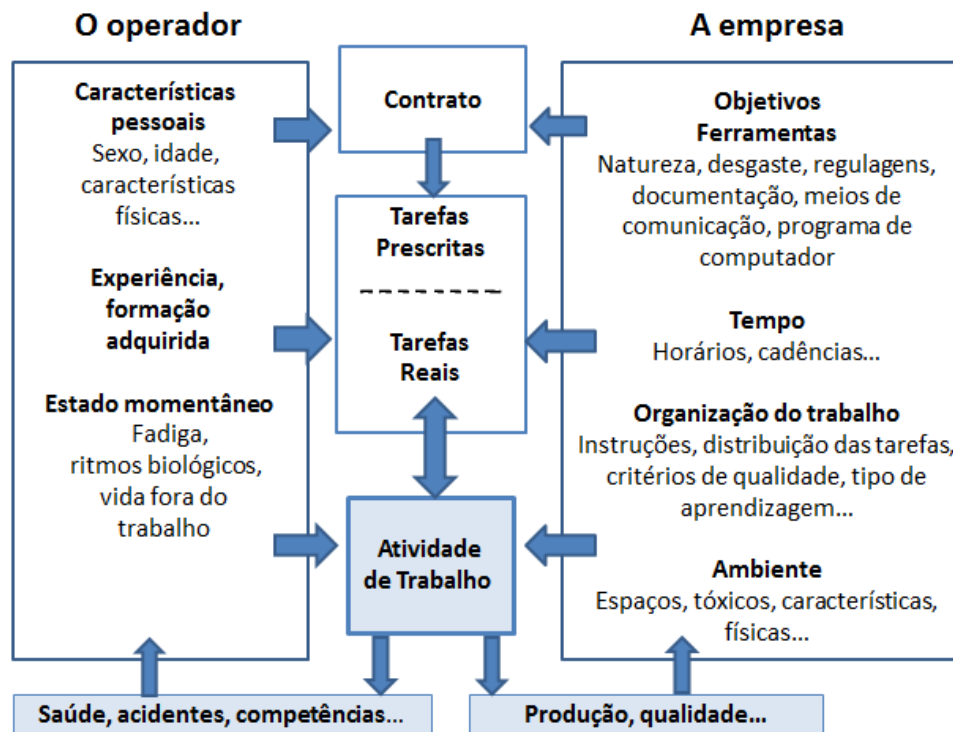 O operador
Características
pessoais
Sexo, idade,
características
físicas...
Experiência,
formação
adquirida
Estado momentâneo
Fadiga,
ritmos biológicos,
vida fora do
trabalho
Contrato
Tarefas
Prescritas
Tarefas
Reais
Atividade
de Trabalho
A empresa
Objetivos
Ferramentas
Natureza, desgaste, regulagens,
documentação, meios de
comunicação, programa de
computador
Tempo
Horários, cadências...
Organização do trabalho
Instruções, distribuição das tarefas,
critérios de qualidade, tipo de
aprendizagem...
Ambiente
Espaços, tóxicos, características,
físicas...
Saúde, acidentes, competências...
Produção, qualidade...